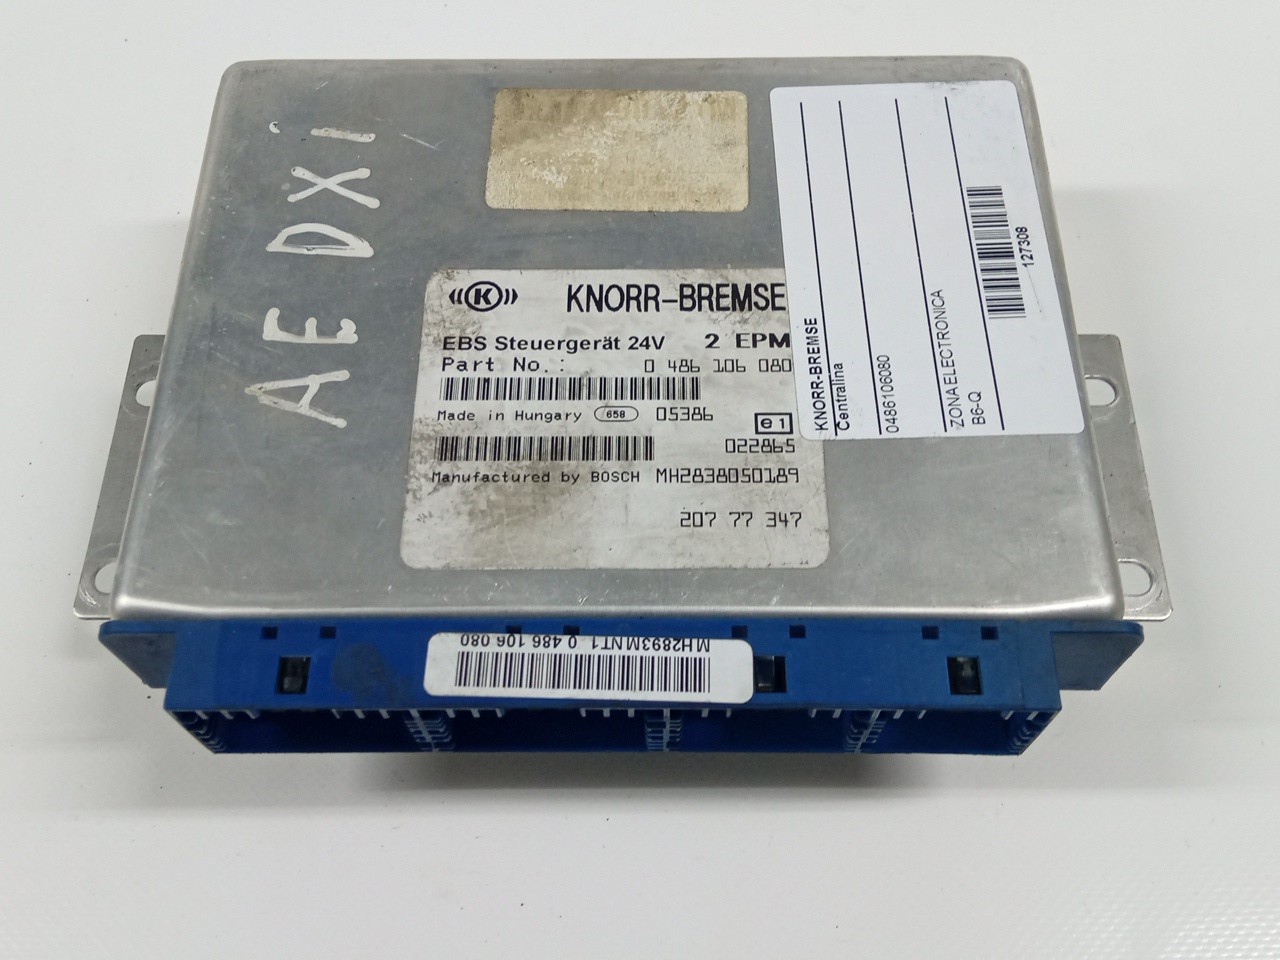 AE DXi
K
KNORR-BREMSE
EBS Steuergerät 24V 2 EPM
Part No.: 0 486 106 080
Made in Hungary 658 05386
e1
022865
Manufactured by BOSCH MH2838050189
207 77 347
KNORR-BREMSE
Centralina
0486106080
ZONA ELECTRONICA
B6-Q
127308
MH2893MNT1 0 486 106 080